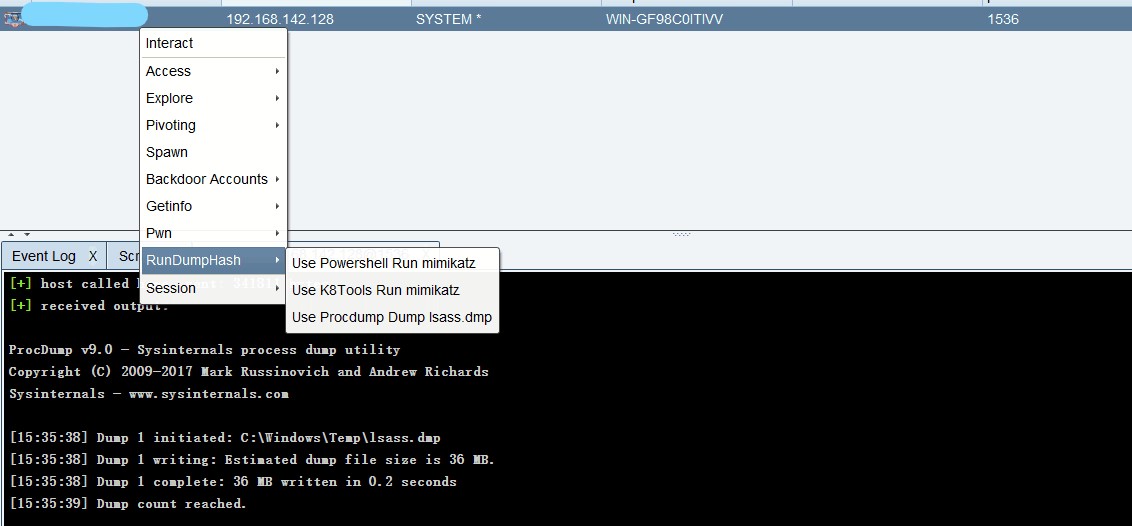 192.168.142.128 SYSTEM * WIN-GF98C0ITIVV 1536
Interact
Access
Explore
Pivoting
Spawn
Backdoor Accounts
Getinfo
Pwn
RunDumpHash
Session
Use Powershell Run mimikatz
Use K8Tools Run mimikatz
Use Procdump Dump lsass.dmp
Event Log X Scr
[+] host called
[+] received output:
ProcDump v9.0 - Sysinternals process dump utility
Copyright (C) 2009-2017 Mark Russinovich and Andrew Richards
Sysinternals - www.sysinternals.com
[15:35:38] Dump 1 initiated: C:\Windows\Temp\lsass.dmp
[15:35:38] Dump 1 writing: Estimated dump file size is 36 MB.
[15:35:38] Dump 1 complete: 36 MB written in 0.2 seconds
[15:35:39] Dump count reached.